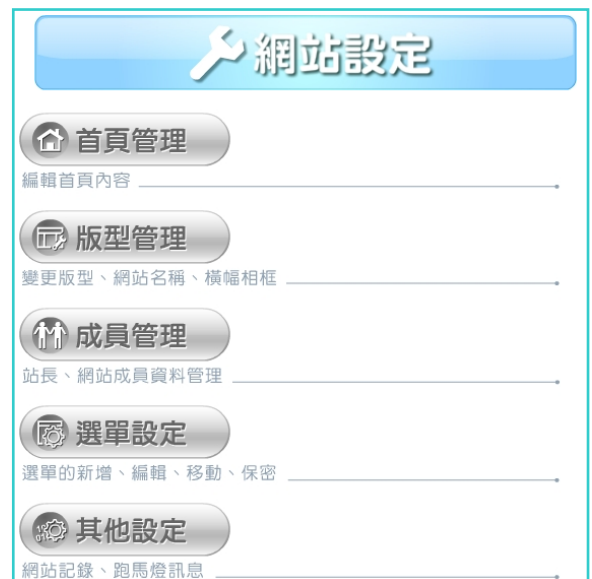 網站設定
首頁管理
編輯首頁內容
版型管理
變更版型、網站名稱、橫幅相框
成員管理
站長、網站成員資料管理
選單設定
選單的新增、編輯、移動、保密
其他設定
網站記錄、跑馬燈訊息